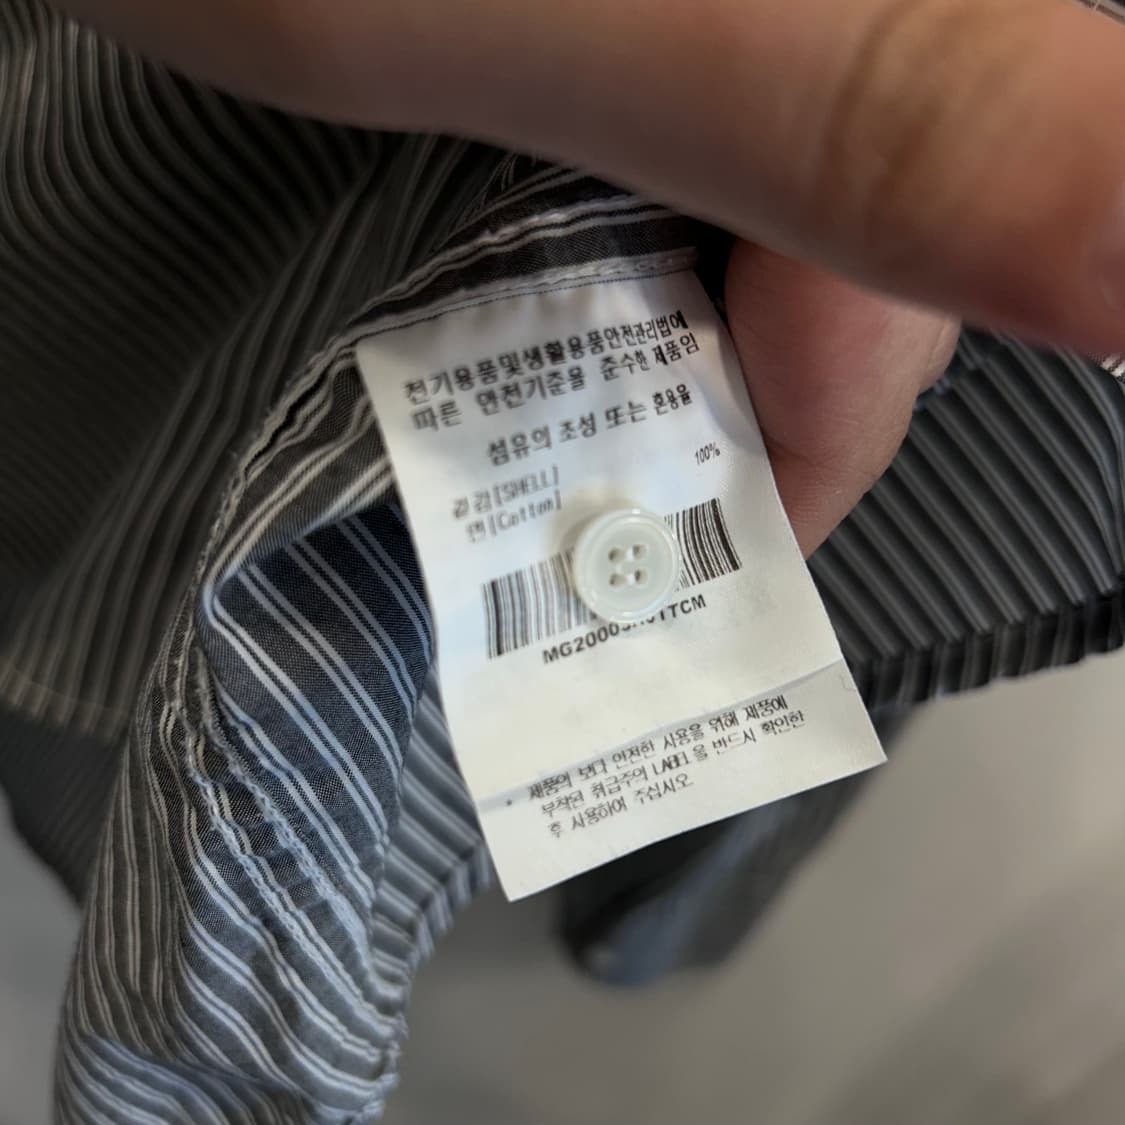 전기용품및생활용품안전관리법에
따른 안전기준을 준수한 제품임
섬유의 조성 또는 혼용율
겉감[SHELL]
면[Cotton] 100%
제품의 보다 안전한 사용을 위해 제품에
부착된 취급주의 LABEL 을 반드시 확인한
후 사용하여 주십시오